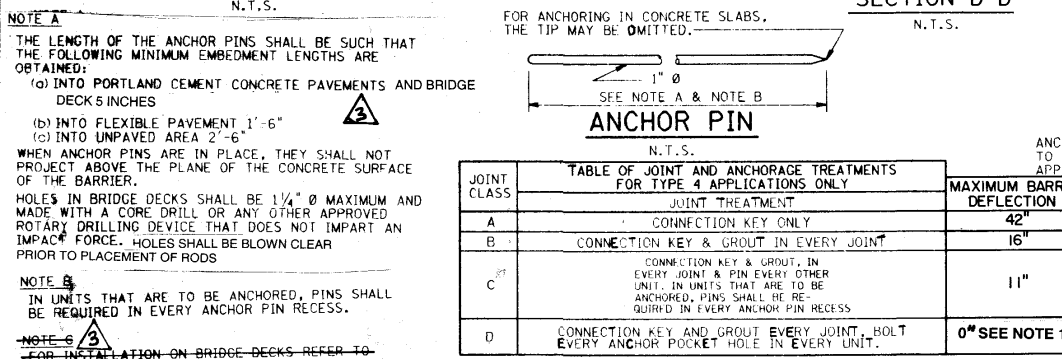 N.T.S.
NOTE A
THE LENGTH OF THE ANCHOR PINS SHALL BE SUCH THAT
THE FOLLOWING MINIMUM EMBEDMENT LENGTHS ARE
OBTAINED:
(a) INTO PORTLAND CEMENT CONCRETE PAVEMENTS AND BRIDGE
DECK 5 INCHES
3
(b) INTO FLEXIBLE PAVEMENT 1'-6"
(c) INTO UNPAVED AREA 2'-6"
WHEN ANCHOR PINS ARE IN PLACE, THEY SHALL NOT
PROJECT ABOVE THE PLANE OF THE CONCRETE SURFACE
OF THE BARRIER.
HOLES IN BRIDGE DECKS SHALL BE 1 1/4" Ø MAXIMUM AND
MADE WITH A CORE DRILL OR ANY OTHER APPROVED
ROTARY DRILLING DEVICE THAT DOES NOT IMPART AN
IMPACT FORCE. HOLES SHALL BE BLOWN CLEAR
PRIOR TO PLACEMENT OF RODS
NOTE B
IN UNITS THAT ARE TO BE ANCHORED, PINS SHALL
BE REQUIRED IN EVERY ANCHOR PIN RECESS.
NOTE C
3
FOR INSTALLATION ON BRIDGE DECKS REFER TO
SECTION D-D
N.T.S.
FOR ANCHORING IN CONCRETE SLABS,
THE TIP MAY BE OMITTED.
1" Ø
SEE NOTE A & NOTE B
ANCHOR PIN
N.T.S.
ANC
TO
APP
JOINT CLASS
TABLE OF JOINT AND ANCHORAGE TREATMENTS
FOR TYPE 4 APPLICATIONS ONLY
JOINT TREATMENT
MAXIMUM BARR
DEFLECTION
A CONNECTION KEY ONLY 42"
B CONNECTION KEY & GROUT IN EVERY JOINT 16"
C CONNECTION KEY & GROUT, IN
EVERY JOINT & PIN EVERY OTHER
UNIT. IN UNITS THAT ARE TO BE
ANCHORED, PINS SHALL BE RE-
QUIRED IN EVERY ANCHOR PIN RECESS
11"
D CONNECTION KEY AND GROUT EVERY JOINT, BOLT
EVERY ANCHOR POCKET HOLE IN EVERY UNIT.
0" SEE NOTE